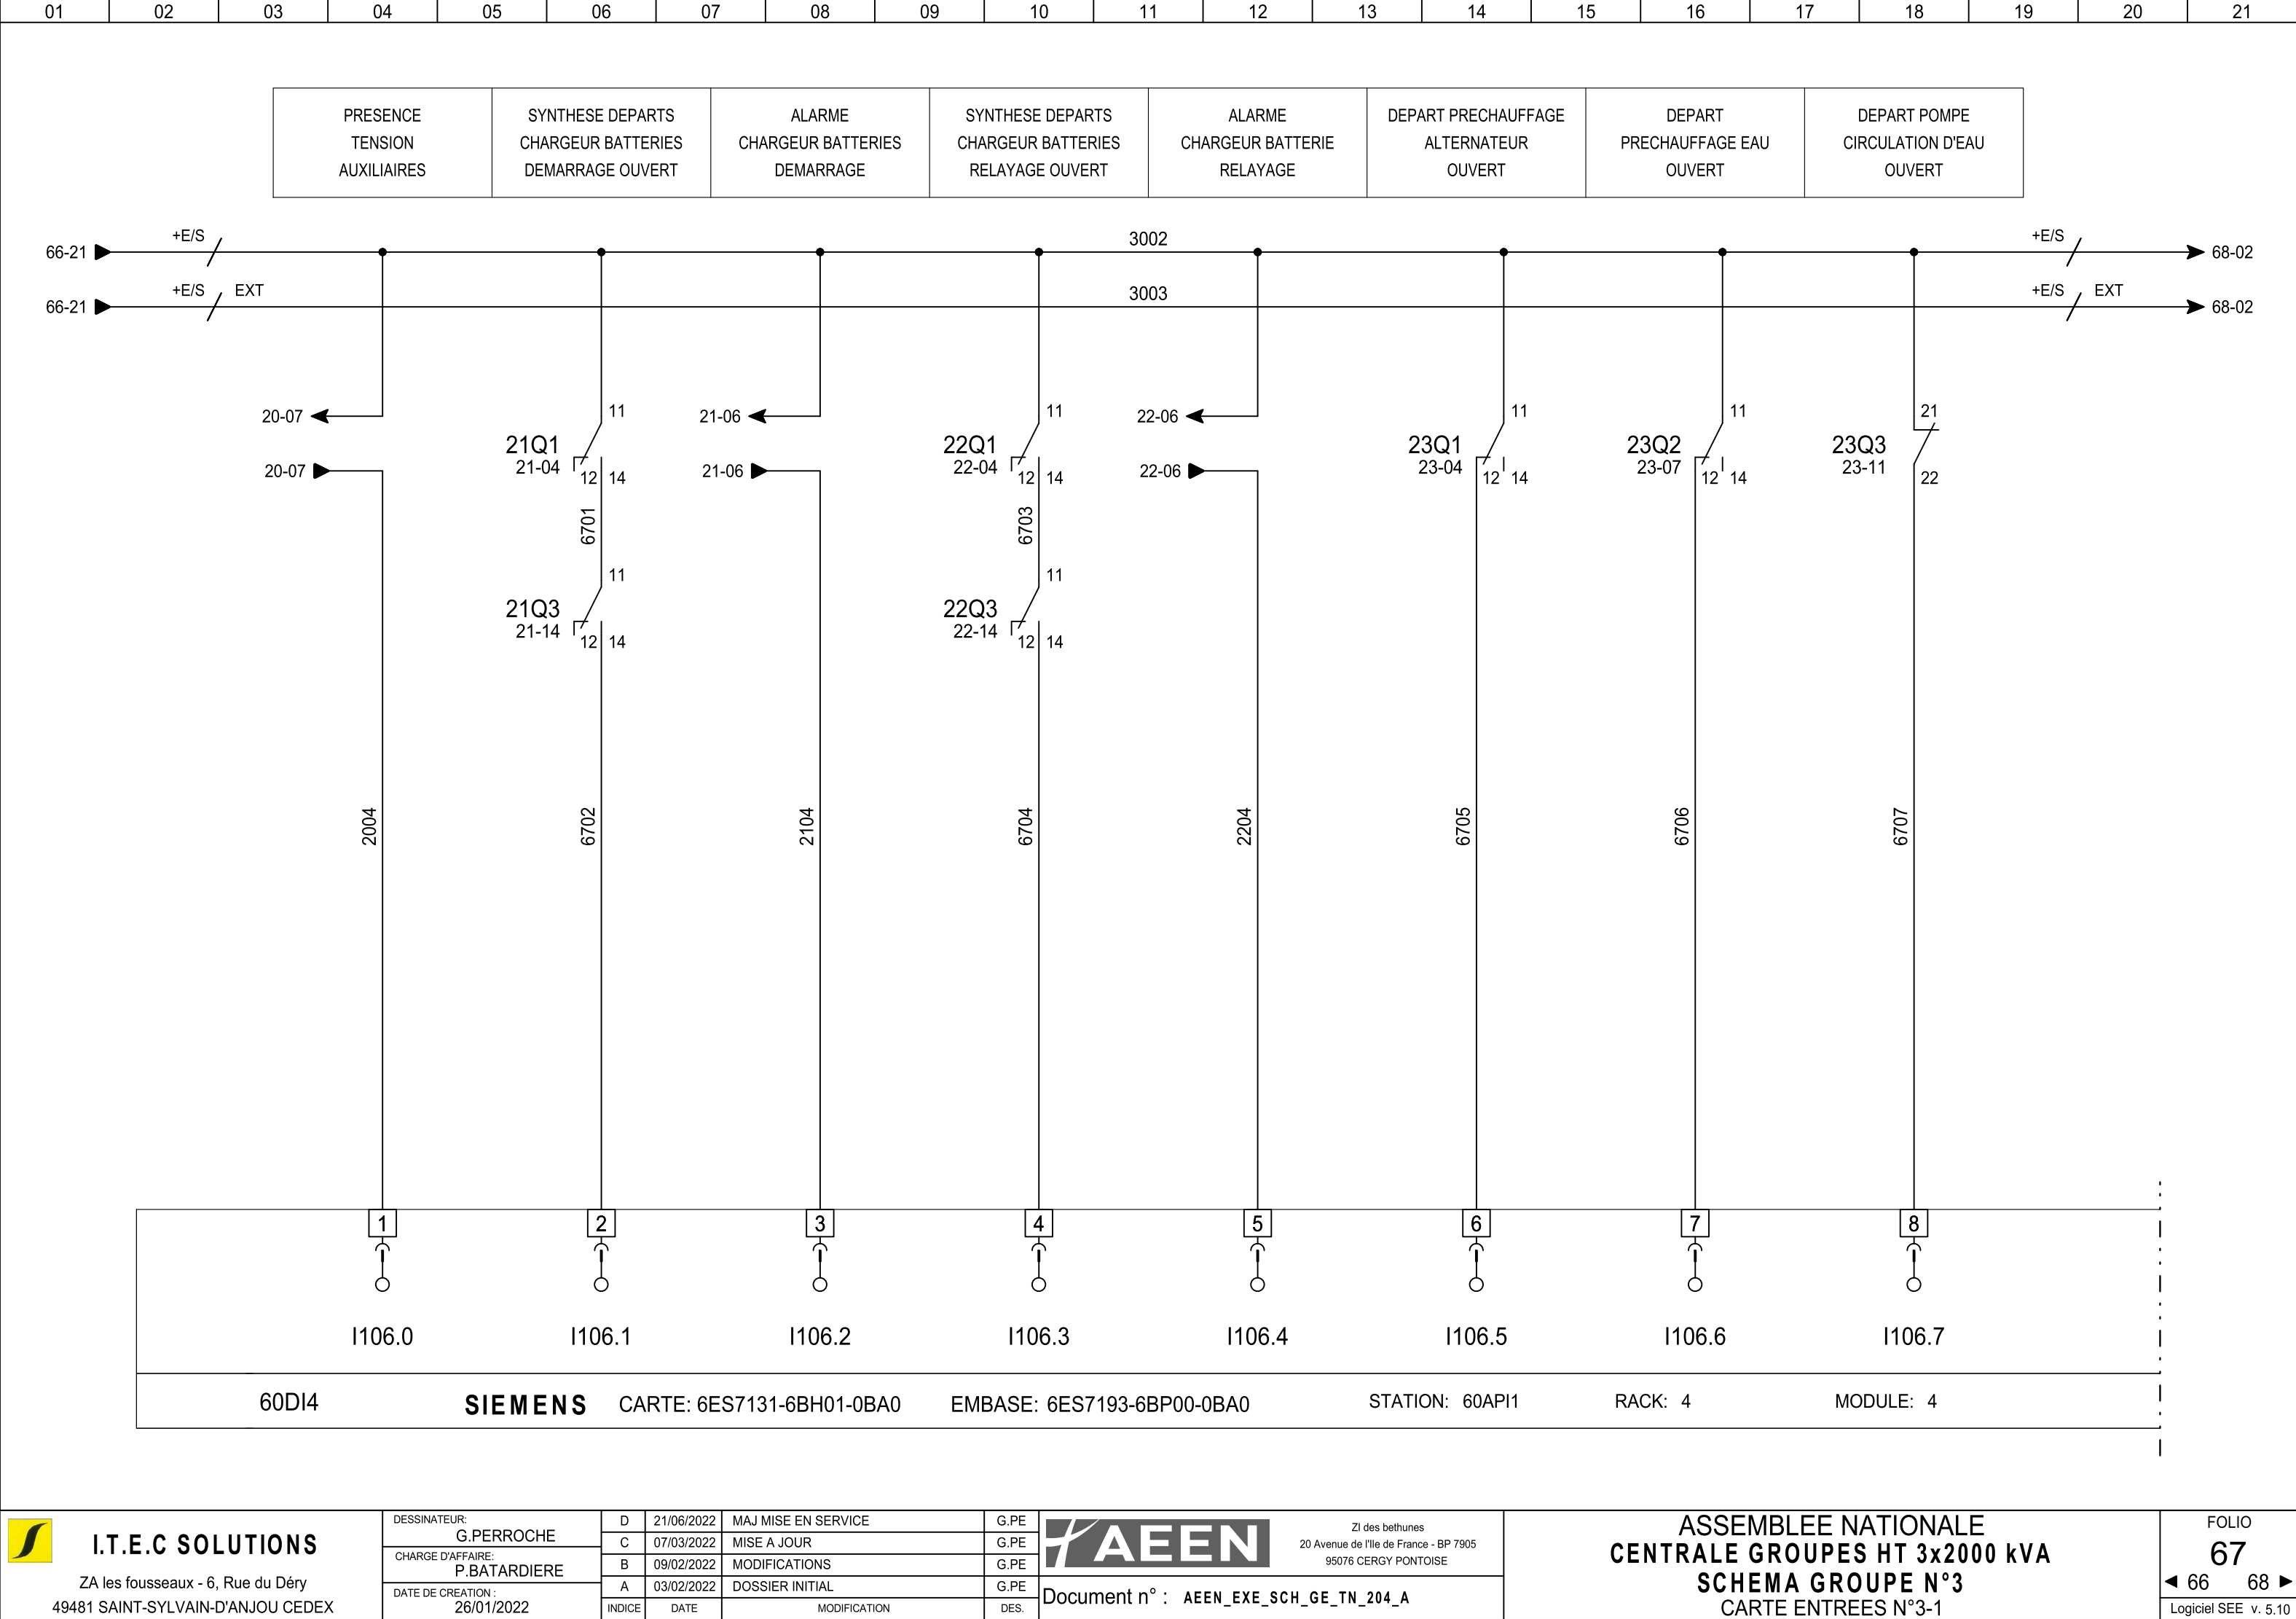 01 02 03 04 05 06 07 08 09 10 11 12 13 14 15 16 17 18 19 20 21
PRESENCE
TENSION
AUXILIAIRES
SYNTHESE DEPARTS
CHARGEUR BATTERIES
DEMARRAGE OUVERT
ALARME
CHARGEUR BATTERIES
DEMARRAGE
SYNTHESE DEPARTS
CHARGEUR BATTERIES
RELAYAGE OUVERT
ALARME
CHARGEUR BATTERIE
RELAYAGE
DEPART PRECHAUFFAGE
ALTERNATEUR
OUVERT
DEPART
PRECHAUFFAGE EAU
OUVERT
DEPART POMPE
CIRCULATION D'EAU
OUVERT
66-21 +E/S 3002 +E/S 68-02
66-21 +E/S EXT 3003 +E/S EXT 68-02
20-07
20-07
2004
11
21Q1
21-04
12 14
6701
11
21Q3
21-14
12 14
6702
21-06
21-06
2104
11
22Q1
22-04
12 14
6703
11
22Q3
22-14
12 14
6704
22-06
22-06
2204
11
23Q1
23-04
12 14
6705
11
23Q2
23-07
12 14
6706
21
23Q3
23-11
22
6707
1 2 3 4 5 6 7 8
I106.0 I106.1 I106.2 I106.3 I106.4 I106.5 I106.6 I106.7
60DI4 SIEMENS CARTE: 6ES7131-6BH01-0BA0 EMBASE: 6ES7193-6BP00-0BA0 STATION: 60API1 RACK: 4 MODULE: 4
I.T.E.C SOLUTIONS
ZA les fousseaux - 6, Rue du Déry
49481 SAINT-SYLVAIN-D'ANJOU CEDEX
DESSINATEUR:
G.PERROCHE
CHARGE D'AFFAIRE:
P.BATARDIERE
DATE DE CREATION :
26/01/2022
D 21/06/2022 MAJ MISE EN SERVICE G.PE
C 07/03/2022 MISE A JOUR G.PE
B 09/02/2022 MODIFICATIONS G.PE
A 03/02/2022 DOSSIER INITIAL G.PE
INDICE DATE MODIFICATION DES.
AEEN
ZI des bethunes
20 Avenue de l'Ile de France - BP 7905
95076 CERGY PONTOISE
Document n° : AEEN_EXE_SCH_GE_TN_204_A
ASSEMBLEE NATIONALE
CENTRALE GROUPES HT 3x2000 kVA
SCHEMA GROUPE N°3
CARTE ENTREES N°3-1
FOLIO
67
66 68
Logiciel SEE v. 5.10